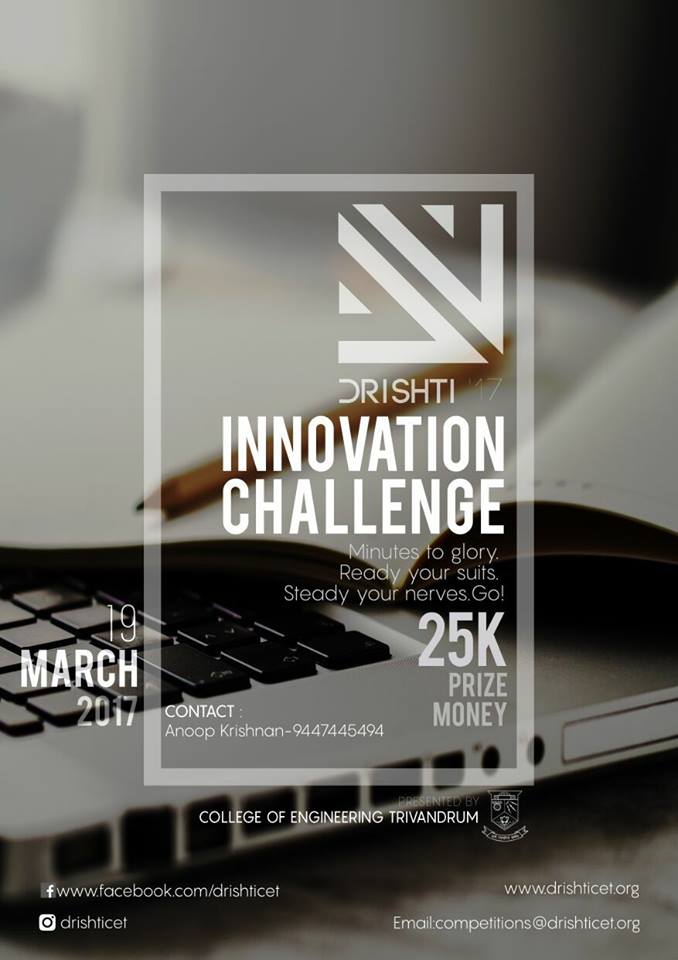 DRISHTI '17
INNOVATION
CHALLENGE
Minutes to glory.
Ready your suits.
Steady your nerves.Go!
25K
PRIZE
MONEY
19
MARCH
2017
CONTACT :
Anoop Krishnan-9447445494
PRESENTED BY
COLLEGE OF ENGINEERING TRIVANDRUM
www.facebook.com/drishticet
drishticet
www.drishticet.org
Email:competitions@drishticet.org